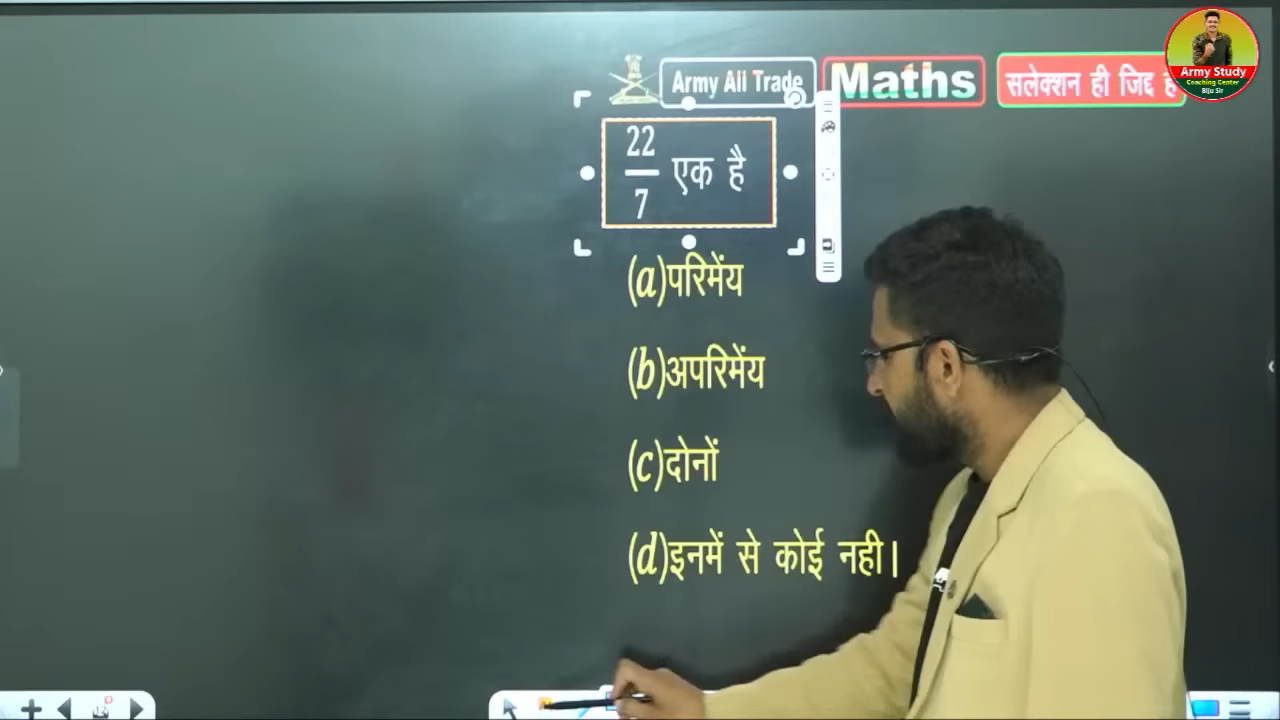 Army All Trade
Maths
सलेक्शन ही जिद्द
Army Study
Coaching Center
Biju Sir
22/7 एक है
(a)परिमेंय
(b)अपरिमेंय
(c)दोनों
(d)इनमें से कोई नही।